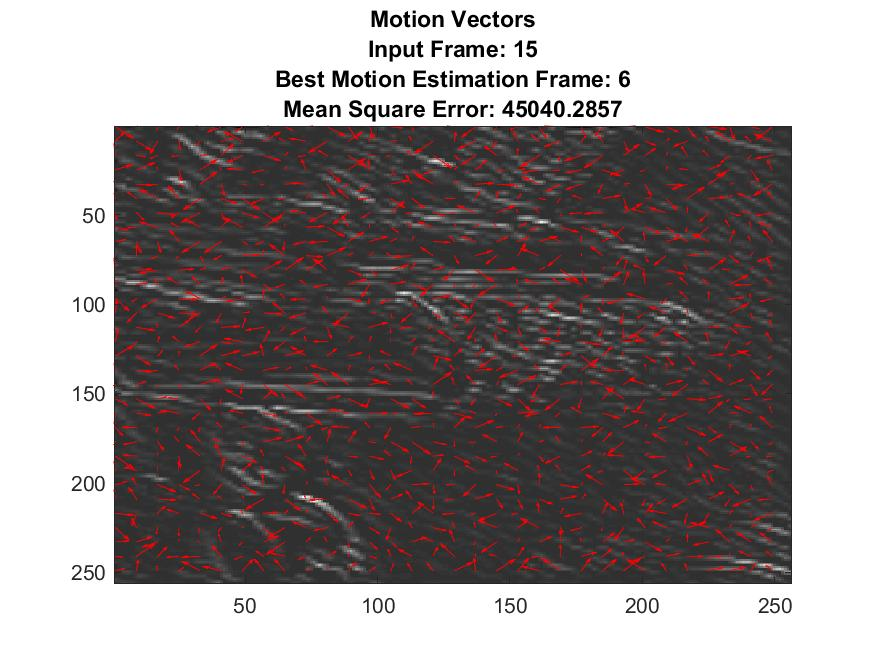 Motion Vectors
Input Frame: 15
Best Motion Estimation Frame: 6
Mean Square Error: 45040.2857
50
100
150
200
250
50 100 150 200 250